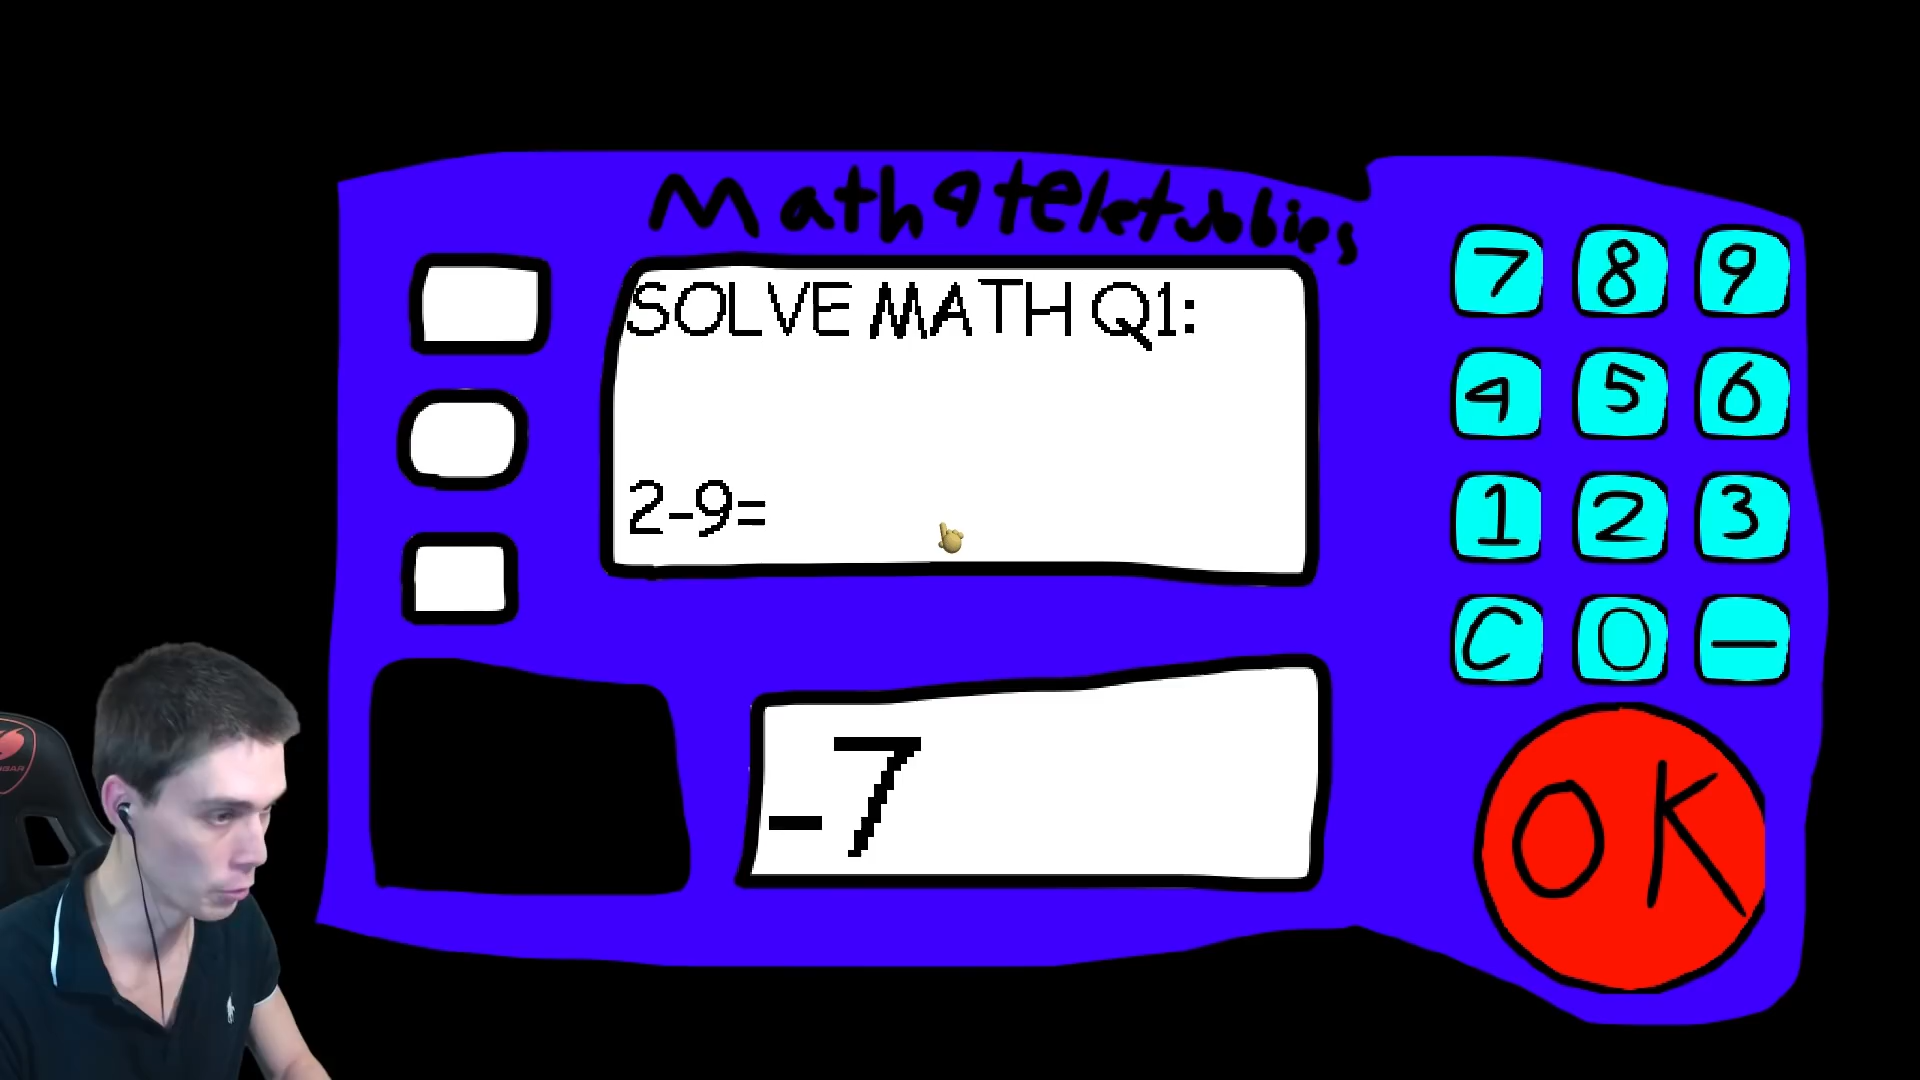 Math4teletubbies
SOLVE MATH Q1:
2-9=
-7
7 8 9
4 5 6
1 2 3
C 0 -
OK